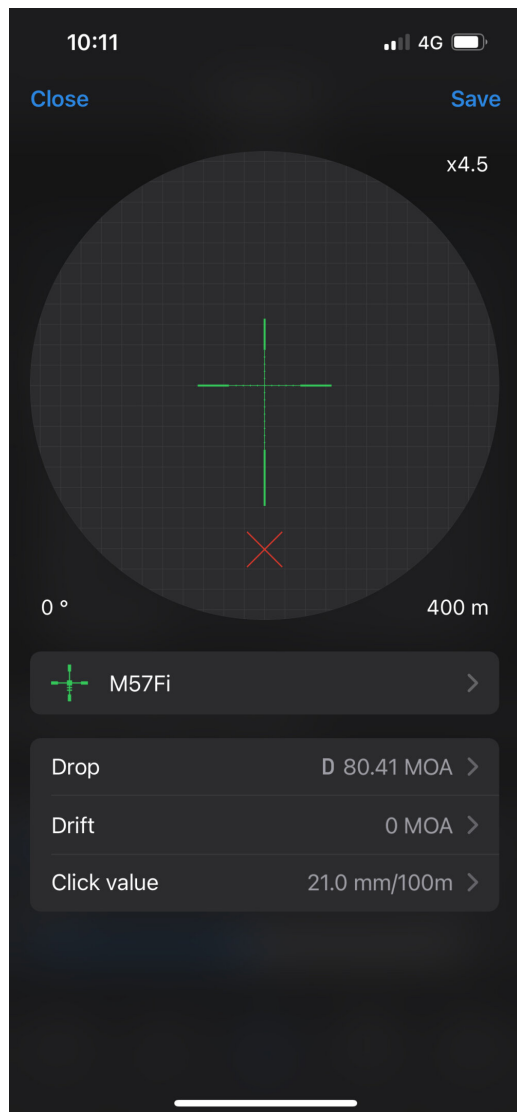 10:11 4G
Close Save
x4.5
0 ° 400 m
M57Fi
Drop D 80.41 MOA
Drift 0 MOA
Click value 21.0 mm/100m